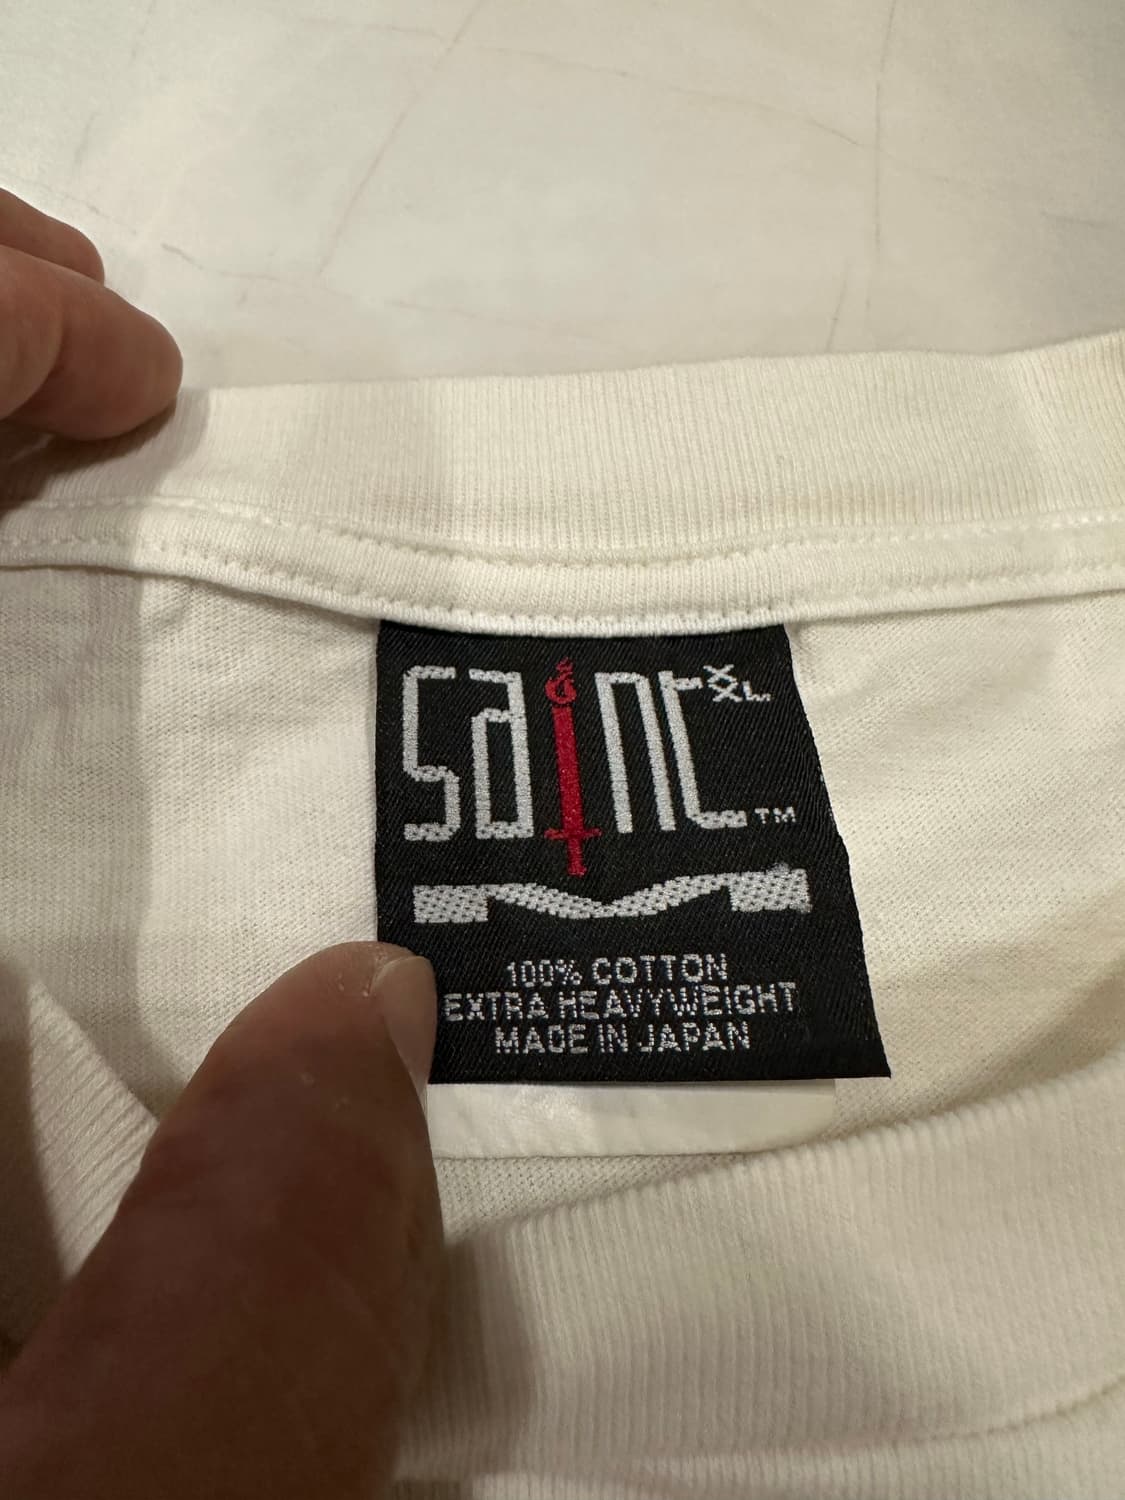 saint XXL
TM
100% COTTON
EXTRA HEAVYWEIGHT
MADE IN JAPAN